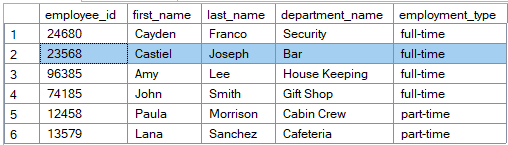 employee_id first_name last_name department_name employment_type
1 24680 Cayden Franco Security full-time
2 23568 Castiel Joseph Bar full-time
3 96385 Amy Lee House Keeping full-time
4 74185 John Smith Gift Shop full-time
5 12458 Paula Morrison Cabin Crew part-time
6 13579 Lana Sanchez Cafeteria part-time